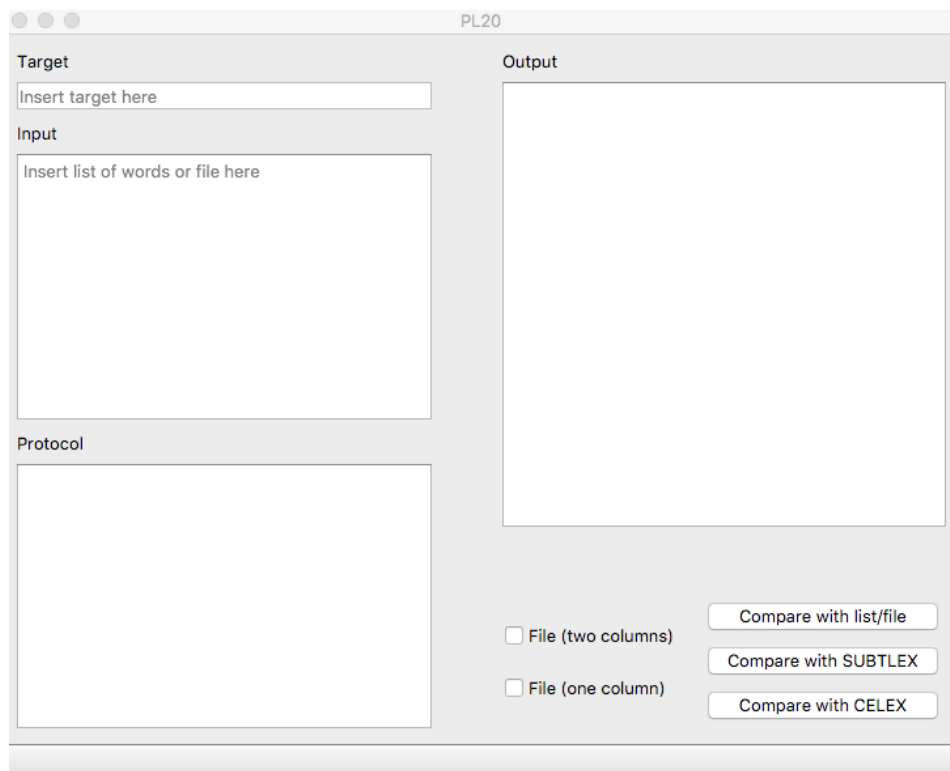 PL20
Target
Insert target here
Input
Insert list of words or file here
Protocol
Output
File (two columns)
File (one column)
Compare with list/file
Compare with SUBTLEX
Compare with CELEX